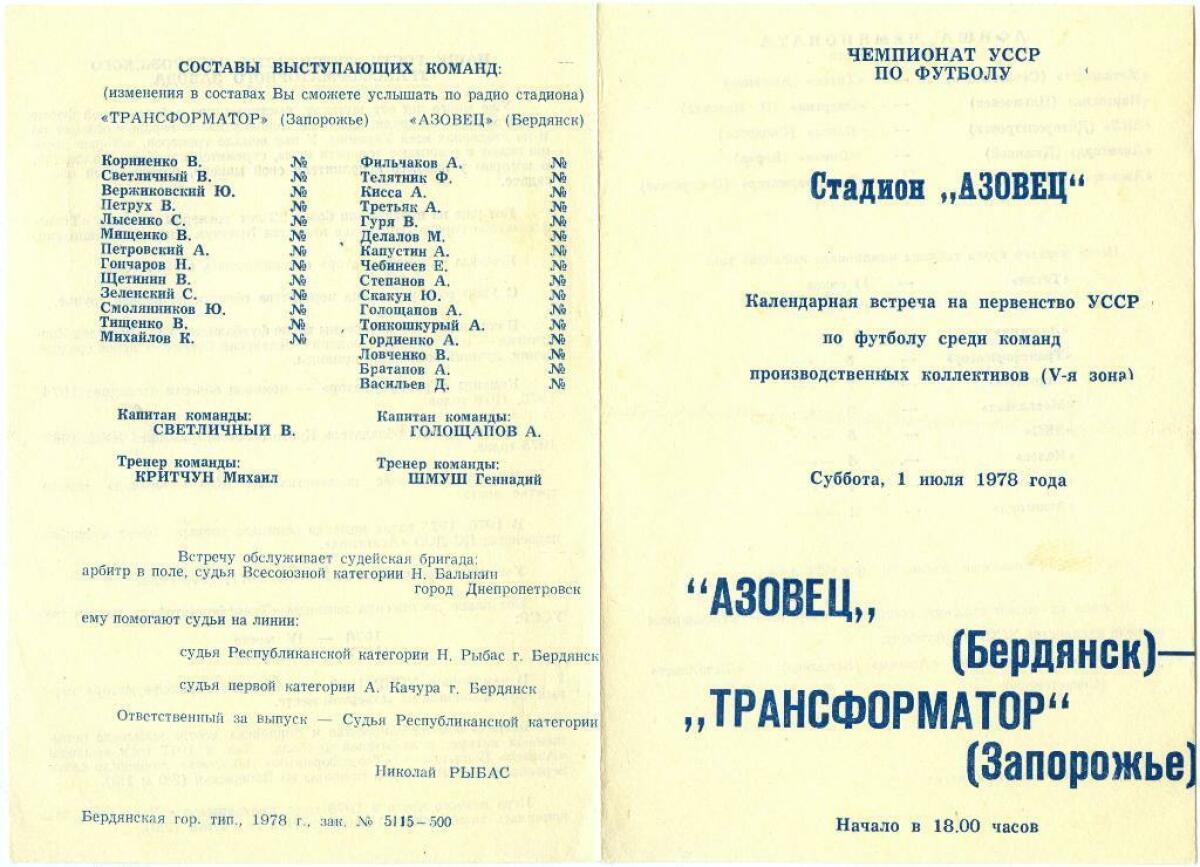 СОСТАВЫ ВЫСТУПАЮЩИХ КОМАНД:
(изменения в составах Вы сможете услышать по радио стадиона)
«ТРАНСФОРМАТОР» (Запорожье) «АЗОВЕЦ» (Бердянск)
Корниенко В. № Фильчаков А. №
Светличный В. № Телятник Ф. №
Вержиковский Ю. № Кисса А. №
Петрух В. № Третьяк А. №
Лысенко С. № Гуря В. №
Мищенко В. № Делалов М. №
Петровский А. № Капустин А. №
Гончаров Н. № Чебинеев Е. №
Щетинин В. № Степанов А. №
Зеленский С. № Скакун Ю. №
Смолянников Ю. № Голощапов А. №
Тищенко В. № Тонкошкурый А. №
Михайлов К. № Гордиенко А. №
Ловченко В. №
Братанов А. №
Васильев Д. №
Капитан команды: Капитан команды:
СВЕТЛИЧНЫЙ В. ГОЛОЩАПОВ А.
Тренер команды: Тренер команды:
КРИТЧУН Михаил ШМУШ Геннадий
Встречу обслуживает судейская бригада:
арбитр в поле, судья Всесоюзной категории Н. Балыкин
город Днепропетровск
ему помогают судьи на линии:
судья Республиканской категории Н. Рыбас г. Бердянск
судья первой категории А. Качура г. Бердянск
Ответственный за выпуск — Судья Республиканской категории
Николай РЫБАС
Бердянская гор. тип., 1978 г., зак. № 5115—500
ЧЕМПИОНАТ УССР
ПО ФУТБОЛУ
Стадион „АЗОВЕЦ“
Календарная встреча на первенство УССР
по футболу среди команд
производственных коллективов (V-я зона)
Суббота, 1 июля 1978 года
“АЗОВЕЦ„
(Бердянск)—
„ТРАНСФОРМАТОР“
(Запорожье)
Начало в 18.00 часов